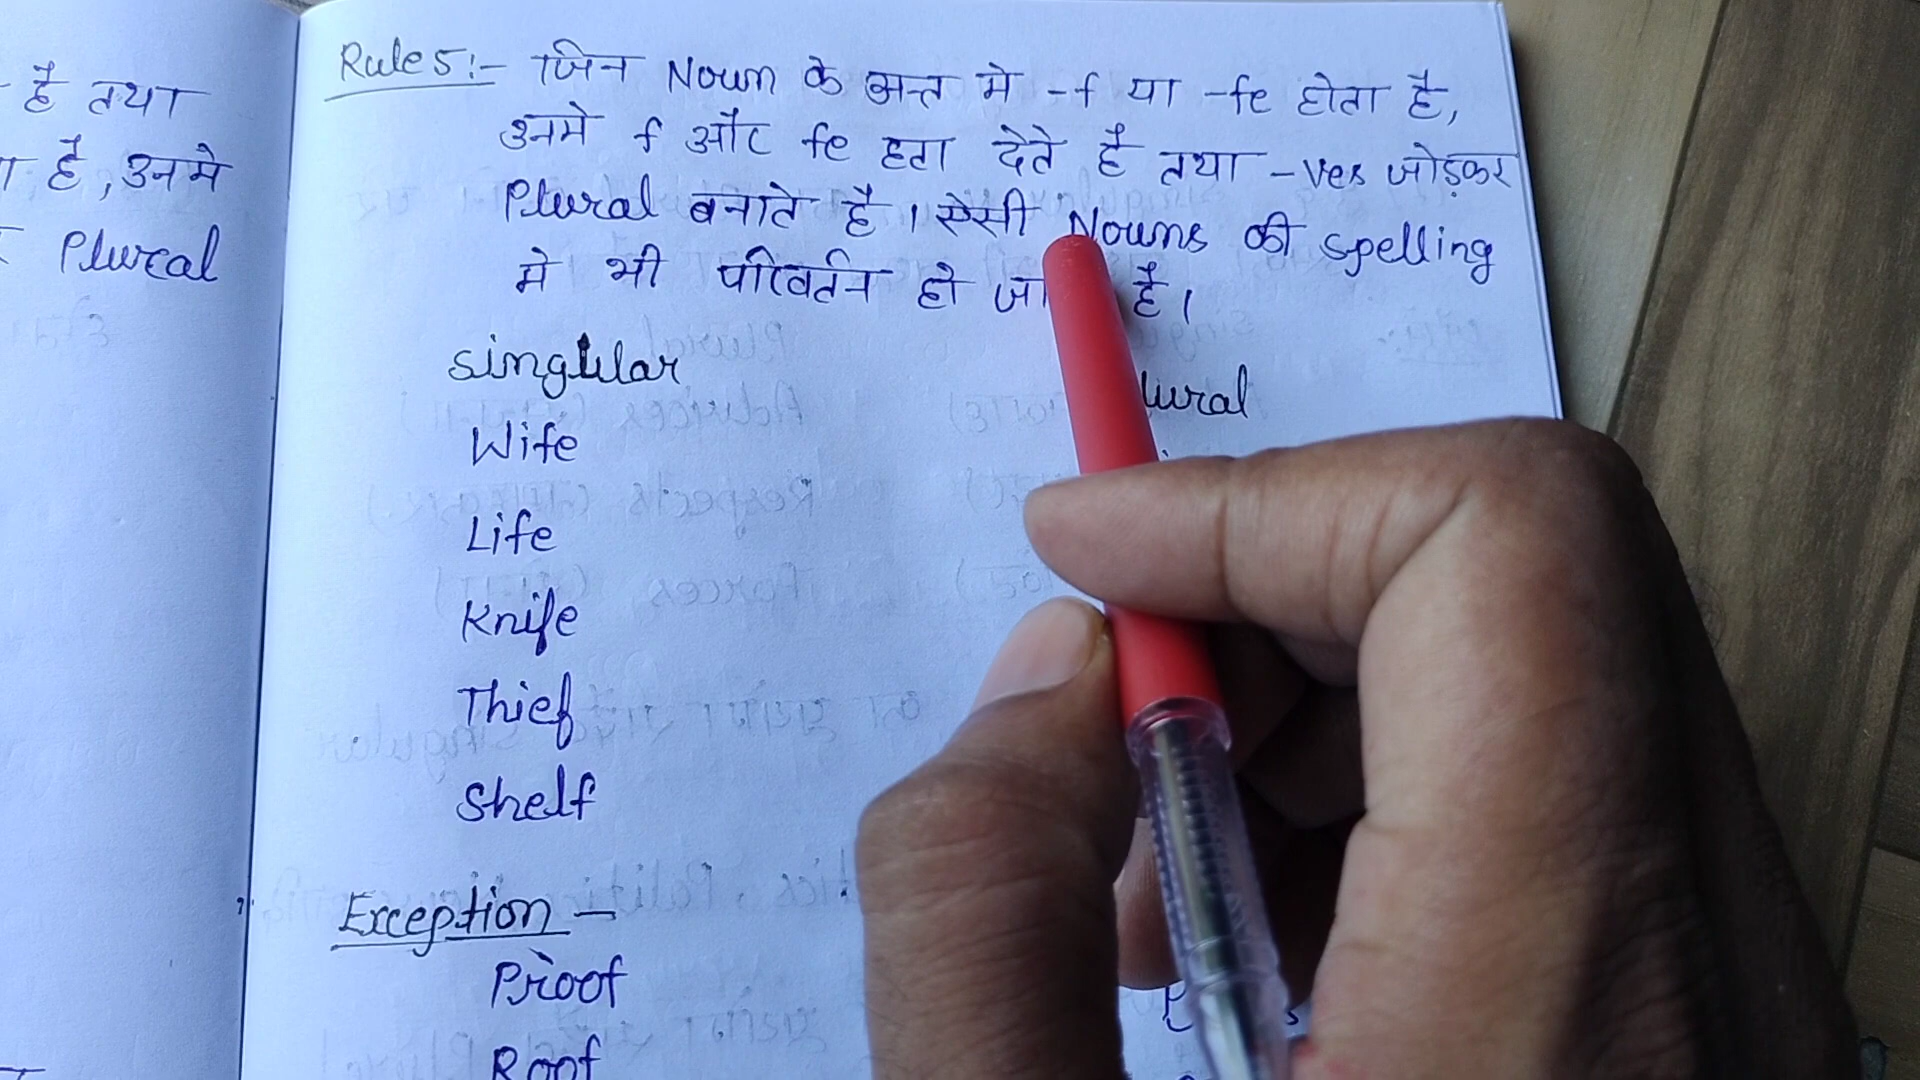 है तथा
है, उनमे
Plural
Rule 5:- जिन Noun के अन्त मे -f या -fe होता है,
उनमे f और fe हटा देते है तथा -ves जोड़कर
Plural बनाते है। ऐसी Nouns की spelling
मे भी परिवर्तन हो है।
Singular
lural
Wife
Life
Knife
Thief
Shelf
Exception -
Proof
Roof